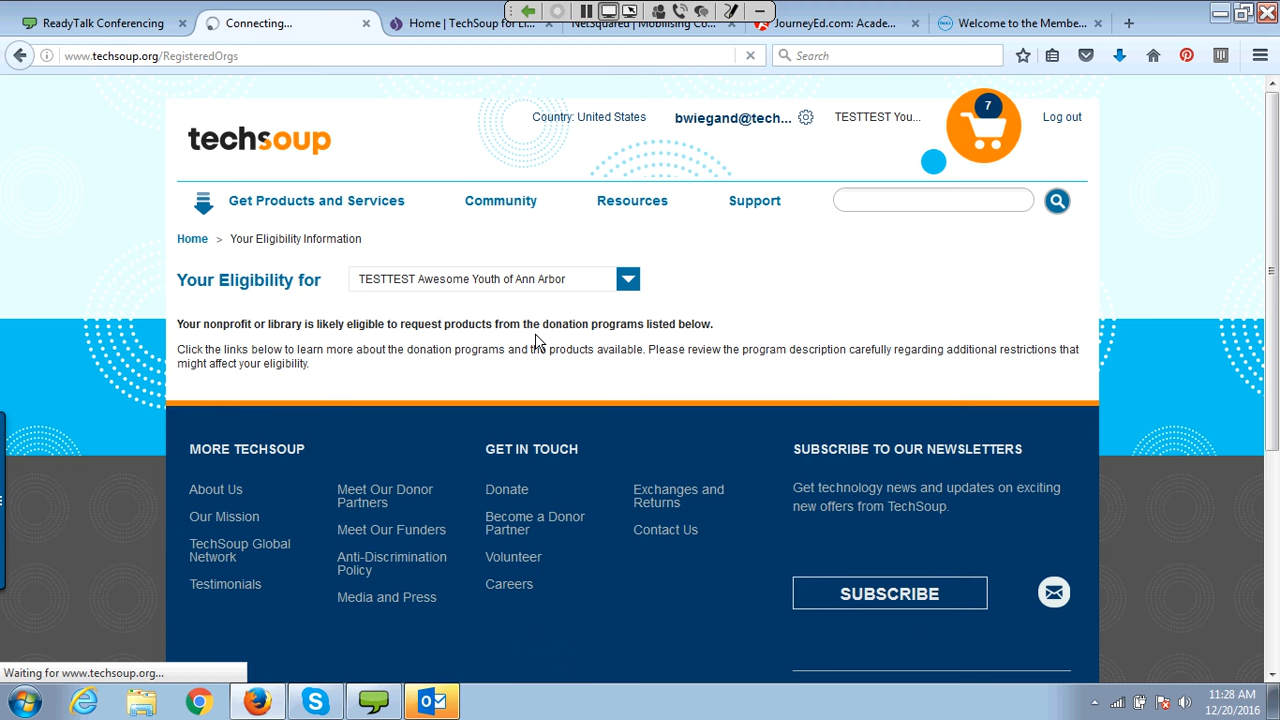 ReadyTalk Conferencing
Connecting...
Home | TechSoup for Li...
NetSquared | Mobilising Co...
JourneyEd.com: Acade...
Welcome to the Membe...
www.techsoup.org/RegisteredOrgs
Search
techsoup
Country: United States
bwiegand@tech...
TESTTEST You...
7
Log out
Get Products and Services
Community
Resources
Support
Home > Your Eligibility Information
Your Eligibility for
TESTTEST Awesome Youth of Ann Arbor
Your nonprofit or library is likely eligible to request products from the donation programs listed below.
Click the links below to learn more about the donation programs and the products available. Please review the program description carefully regarding additional restrictions that
might affect your eligibility.
MORE TECHSOUP
About Us
Our Mission
TechSoup Global
Network
Testimonials
Meet Our Donor
Partners
Meet Our Funders
Anti-Discrimination
Policy
Media and Press
GET IN TOUCH
Donate
Become a Donor
Partner
Volunteer
Careers
Exchanges and
Returns
Contact Us
SUBSCRIBE TO OUR NEWSLETTERS
Get technology news and updates on exciting
new offers from TechSoup.
SUBSCRIBE
Waiting for www.techsoup.org...
11:28 AM
12/20/2016